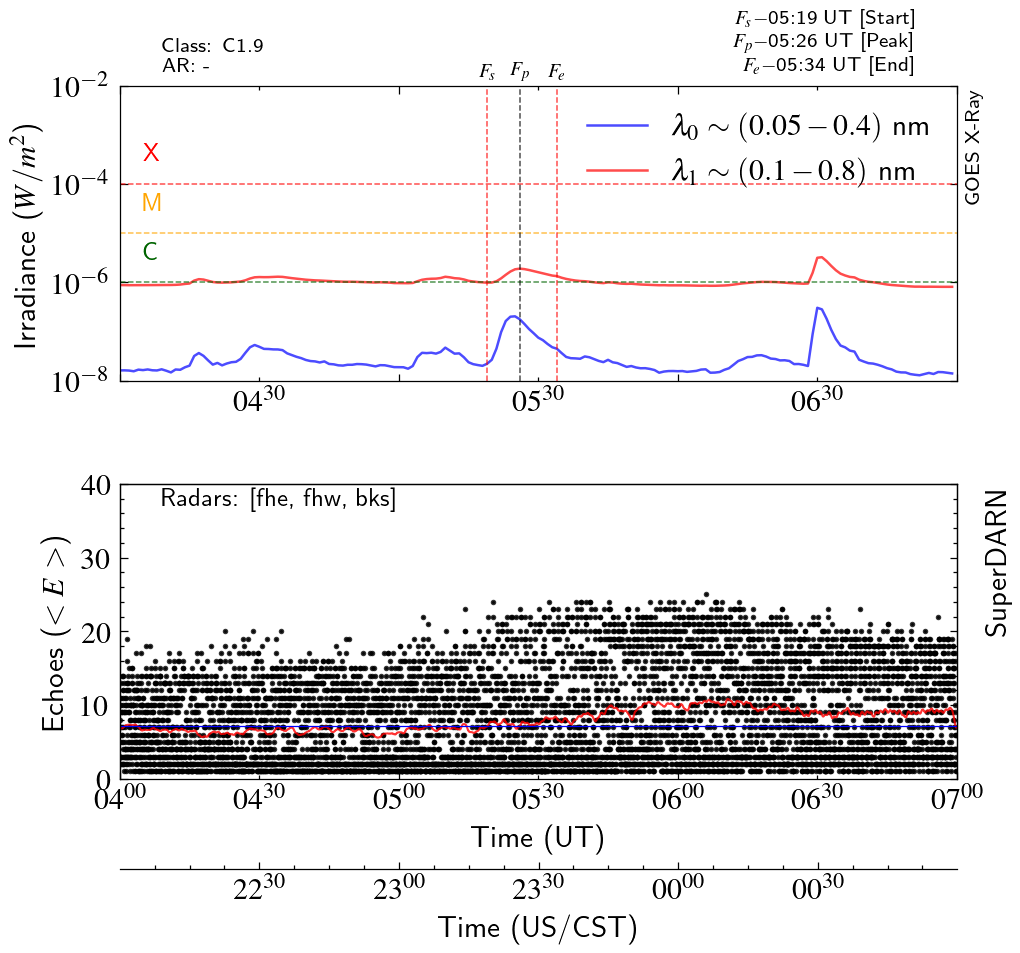 Class: C1.9
AR: -
F_s−05:19 UT [Start]
F_p−05:26 UT [Peak]
F_e−05:34 UT [End]
F_s F_p F_e
10^−2
10^−4
10^−6
10^−8
Irradiance (W/m^2)
X
M
C
λ_0 ∼ (0.05−0.4) nm
λ_1 ∼ (0.1−0.8) nm
GOES X-Ray
04^30 05^30 06^30
Radars: [fhe, fhw, bks]
40
30
20
10
0
Echoes (< E >)
SuperDARN
04^00 04^30 05^00 05^30 06^00 06^30 07^00
Time (UT)
22^30 23^00 23^30 00^00 00^30
Time (US/CST)